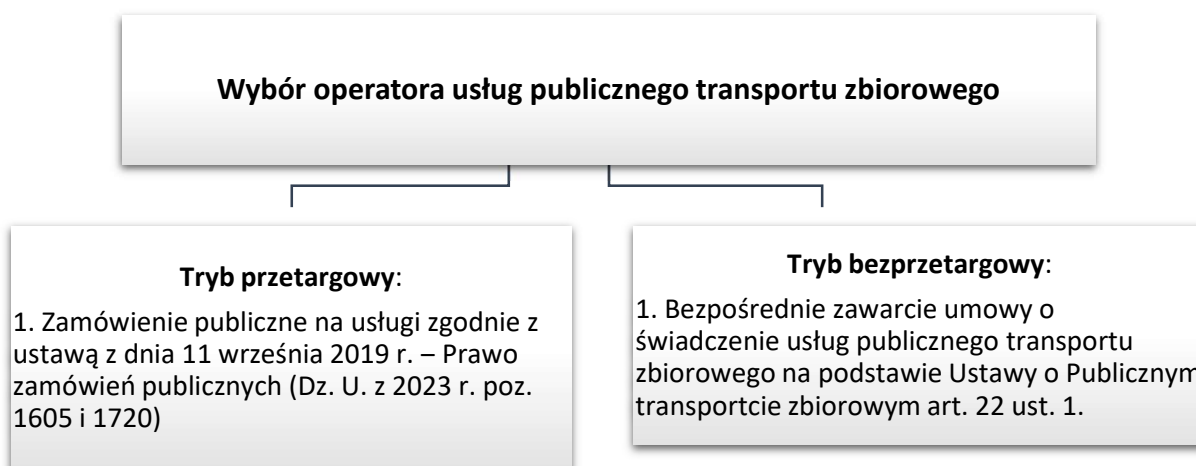 Wybór operatora usług publicznego transportu zbiorowego
Tryb przetargowy:
1. Zamówienie publiczne na usługi zgodnie z
ustawą z dnia 11 września 2019 r. – Prawo
zamówień publicznych (Dz. U. z 2023 r. poz.
1605 i 1720)
Tryb bezprzetargowy:
1. Bezpośrednie zawarcie umowy o
świadczenie usług publicznego transportu
zbiorowego na podstawie Ustawy o Publicznym
transportcie zbiorowym art. 22 ust. 1.